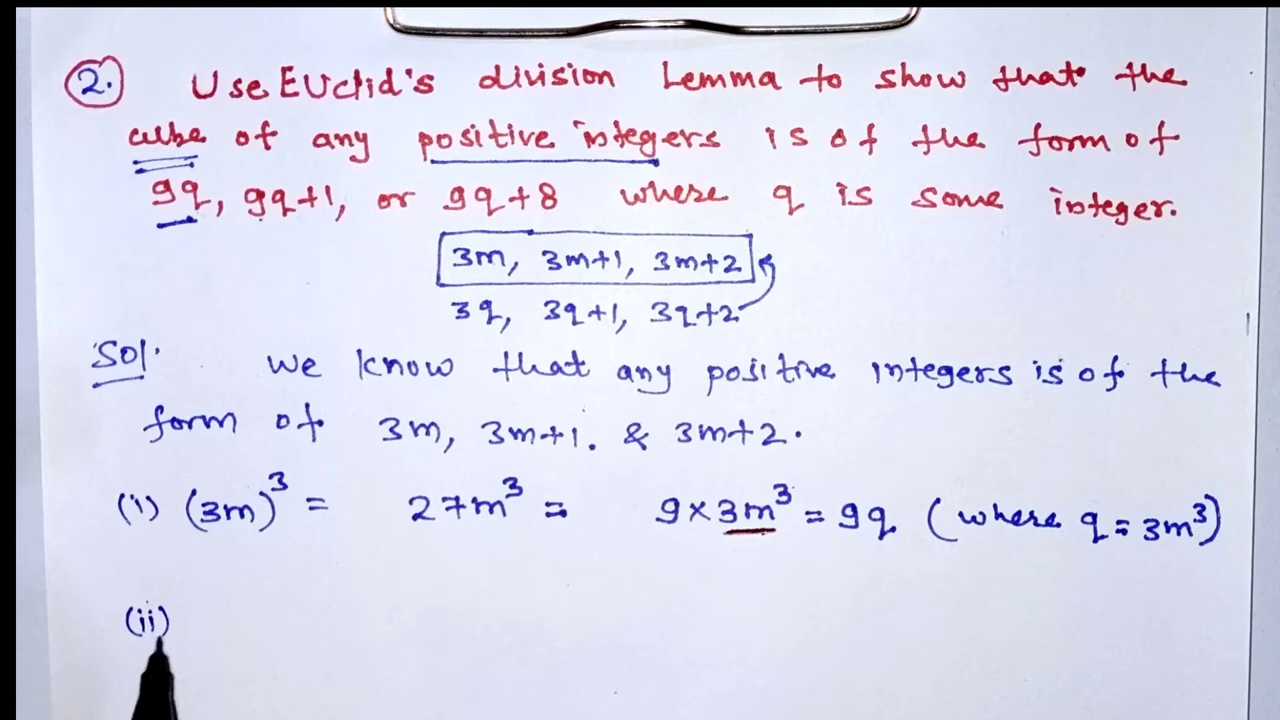 2. Use Euclid's division Lemma to show that the
cube of any positive integers is of the form of
9q, 9q+1, or 9q+8 where q is some integer.
3m, 3m+1, 3m+2
3q, 3q+1, 3q+2
Sol. We know that any positive integers is of the
form of 3m, 3m+1. & 3m+2.
(i) (3m)³ = 27m³ = 9×3m³ = 9q (where q = 3m³)
(ii)